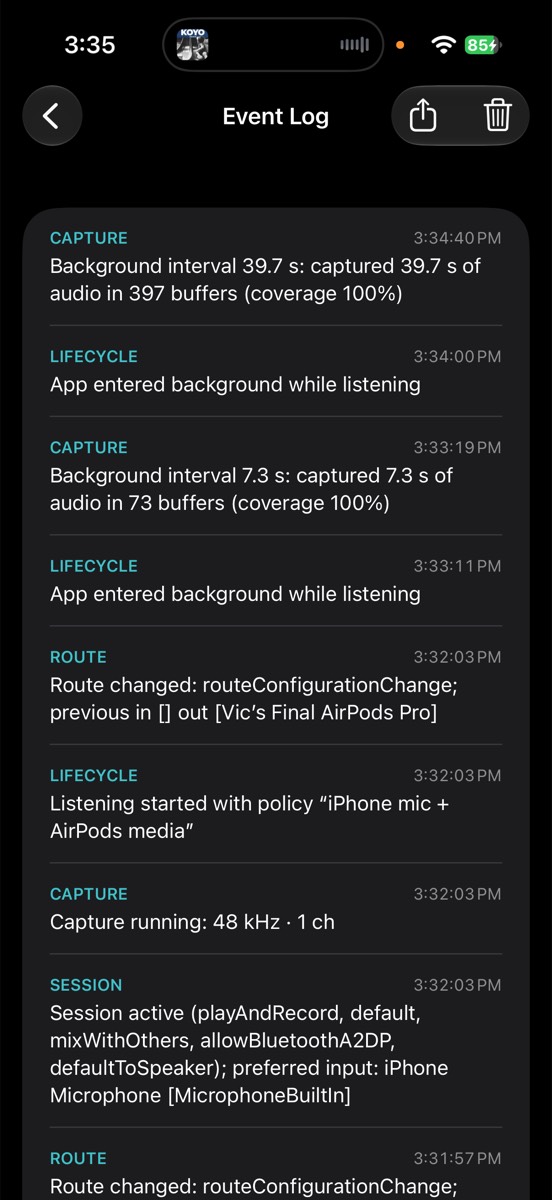 3:35
KOYO
85
Event Log
CAPTURE
3:34:40 PM
Background interval 39.7 s: captured 39.7 s of
audio in 397 buffers (coverage 100%)
LIFECYCLE
3:34:00 PM
App entered background while listening
CAPTURE
3:33:19 PM
Background interval 7.3 s: captured 7.3 s of
audio in 73 buffers (coverage 100%)
LIFECYCLE
3:33:11 PM
App entered background while listening
ROUTE
3:32:03 PM
Route changed: routeConfigurationChange;
previous in [] out [Vic’s Final AirPods Pro]
LIFECYCLE
3:32:03 PM
Listening started with policy “iPhone mic +
AirPods media”
CAPTURE
3:32:03 PM
Capture running: 48 kHz · 1 ch
SESSION
3:32:03 PM
Session active (playAndRecord, default,
mixWithOthers, allowBluetoothA2DP,
defaultToSpeaker); preferred input: iPhone
Microphone [MicrophoneBuiltIn]
ROUTE
3:31:57 PM
Route changed: routeConfigurationChange;